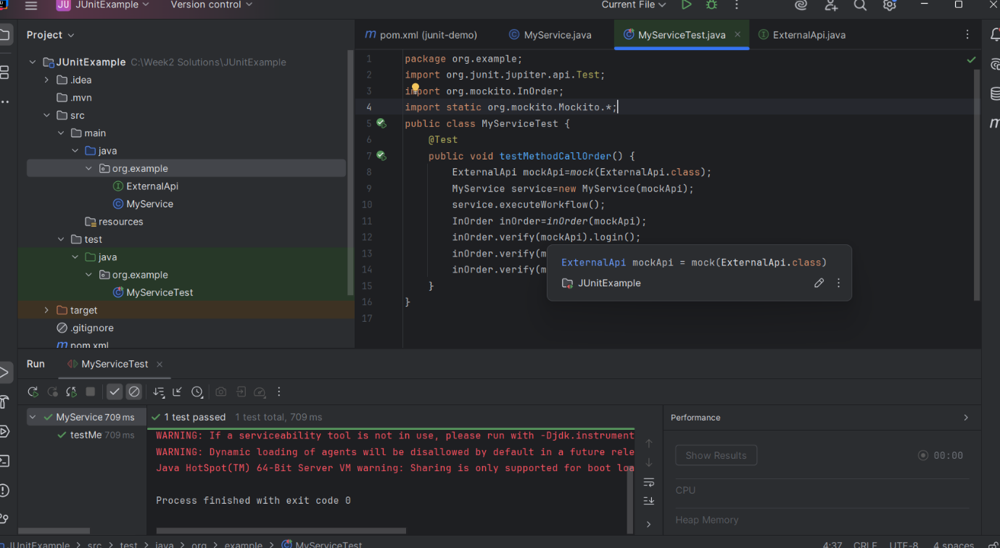 JU JUnitExample Version control Current File
Project
JUnitExample C:\Week2 Solutions\JUnitExample
.idea
.mvn
src
main
java
org.example
ExternalApi
MyService
resources
test
java
org.example
MyServiceTest
target
.gitignore
pom.xml
pom.xml (junit-demo) MyService.java MyServiceTest.java ExternalApi.java
1 package org.example;
2 import org.junit.jupiter.api.Test;
3 import org.mockito.InOrder;
4 import static org.mockito.Mockito.*;
5 public class MyServiceTest {
6 @Test
7 public void testMethodCallOrder() {
8 ExternalApi mockApi=mock(ExternalApi.class);
9 MyService service=new MyService(mockApi);
10 service.executeWorkflow();
11 InOrder inOrder=inOrder(mockApi);
12 inOrder.verify(mockApi).login();
13 inOrder.verify(m
14 inOrder.verify(m
15 }
16 }
17
ExternalApi mockApi = mock(ExternalApi.class)
JUnitExample
Run MyServiceTest
MyService 709 ms
testMe 709 ms
1 test passed 1 test total, 709 ms
WARNING: If a serviceability tool is not in use, please run with -Djdk.instrument
WARNING: Dynamic loading of agents will be disallowed by default in a future rele
Java HotSpot(TM) 64-Bit Server VM warning: Sharing is only supported for boot loa
Process finished with exit code 0
Performance
Show Results 00:00
CPU
Heap Memory
JUnitExample > src > test > java > org > example > MyServiceTest 4:37 CRLF UTF-8 4 spaces